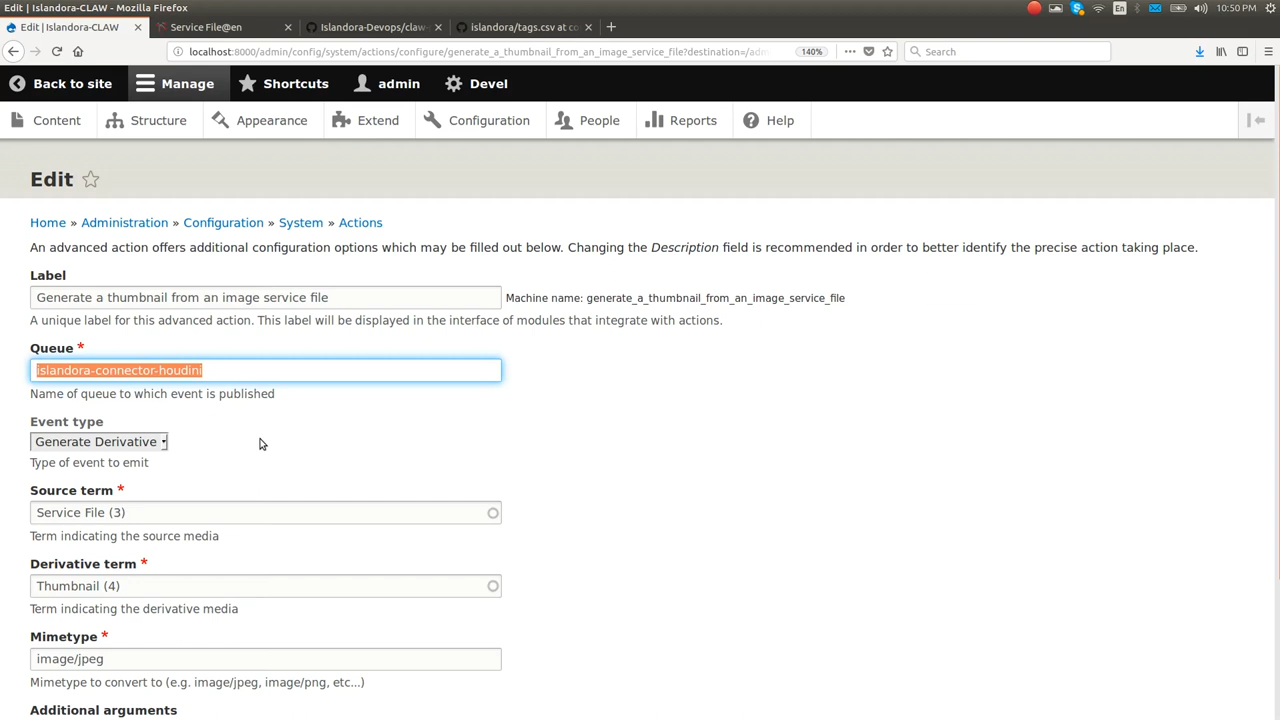 Edit | Islandora-CLAW - Mozilla Firefox
En
10:50 PM
Edit | Islandora-CLAW
Service File@en
Islandora-Devops/claw-
islandora/tags.csv at co
localhost:8000/admin/config/system/actions/configure/generate_a_thumbnail_from_an_image_service_file?destination=/adm
140%
Search
Back to site
Manage
Shortcuts
admin
Devel
Content
Structure
Appearance
Extend
Configuration
People
Reports
Help
Edit
Home » Administration » Configuration » System » Actions
An advanced action offers additional configuration options which may be filled out below. Changing the Description field is recommended in order to better identify the precise action taking place.
Label
Generate a thumbnail from an image service file
Machine name: generate_a_thumbnail_from_an_image_service_file
A unique label for this advanced action. This label will be displayed in the interface of modules that integrate with actions.
Queue *
islandora-connector-houdini
Name of queue to which event is published
Event type
Generate Derivative
Type of event to emit
Source term *
Service File (3)
Term indicating the source media
Derivative term *
Thumbnail (4)
Term indicating the derivative media
Mimetype *
image/jpeg
Mimetype to convert to (e.g. image/jpeg, image/png, etc...)
Additional arguments